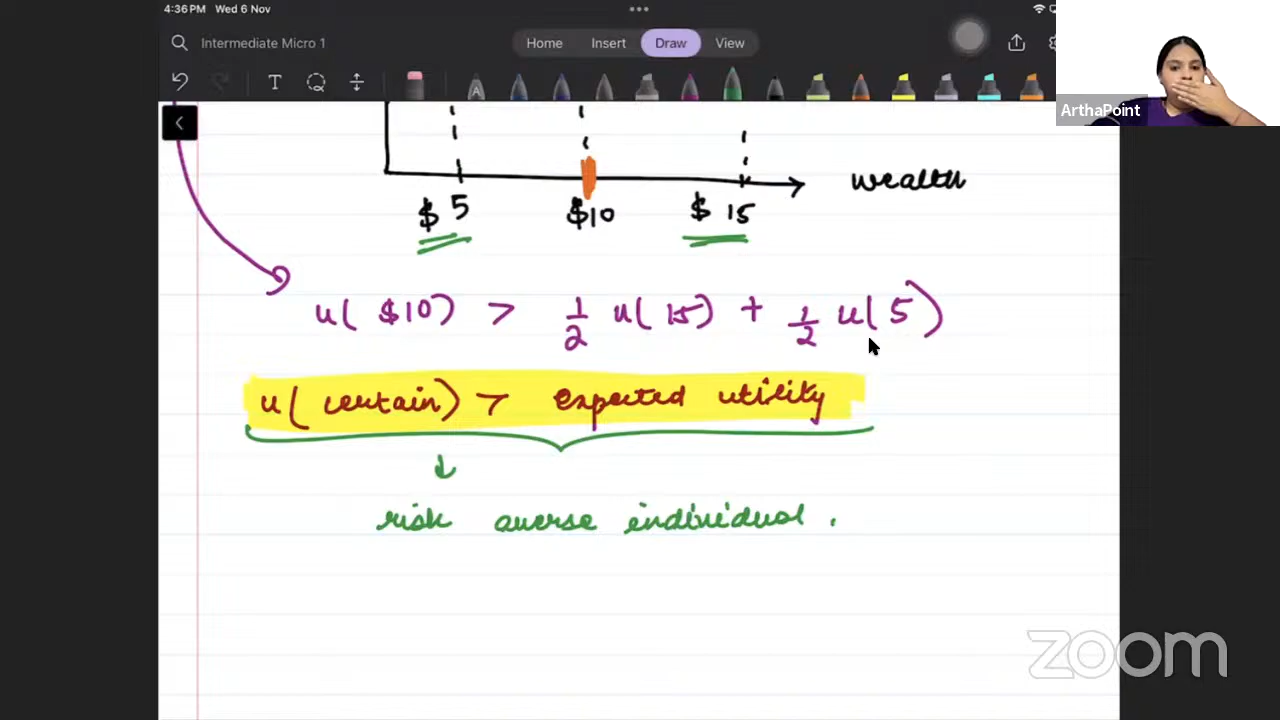 4:36 PM Wed 6 Nov
Intermediate Micro 1
Home Insert Draw View
ArthaPoint
wealth
$ 5 $10 $ 15
u( $10) > 1/2 u( 15) + 1/2 u( 5)
u( certain) > expected utility
↓
risk averse individual.
zoom